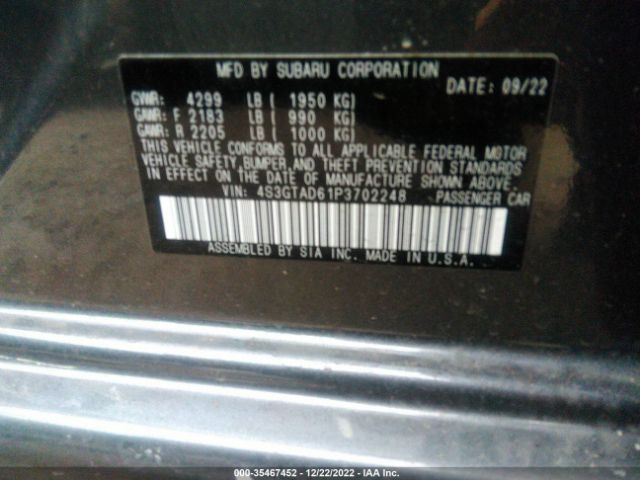 MFD BY SUBARU CORPORATION
DATE: 09/22
GVWR: 4299 LB ( 1950 KG)
GAWR: F 2183 LB ( 990 KG)
GAWR: R 2205 LB ( 1000 KG)
THIS VEHICLE CONFORMS TO ALL APPLICABLE FEDERAL MOTOR
VEHICLE SAFETY, BUMPER, AND THEFT PREVENTION STANDARDS
IN EFFECT ON THE DATE OF MANUFACTURE SHOWN ABOVE.
VIN: 4S3GTAD61P3702248 PASSENGER CAR
ASSEMBLED BY SIA INC. MADE IN U.S.A.
000-35467452 - 12/22/2022 - IAA Inc.